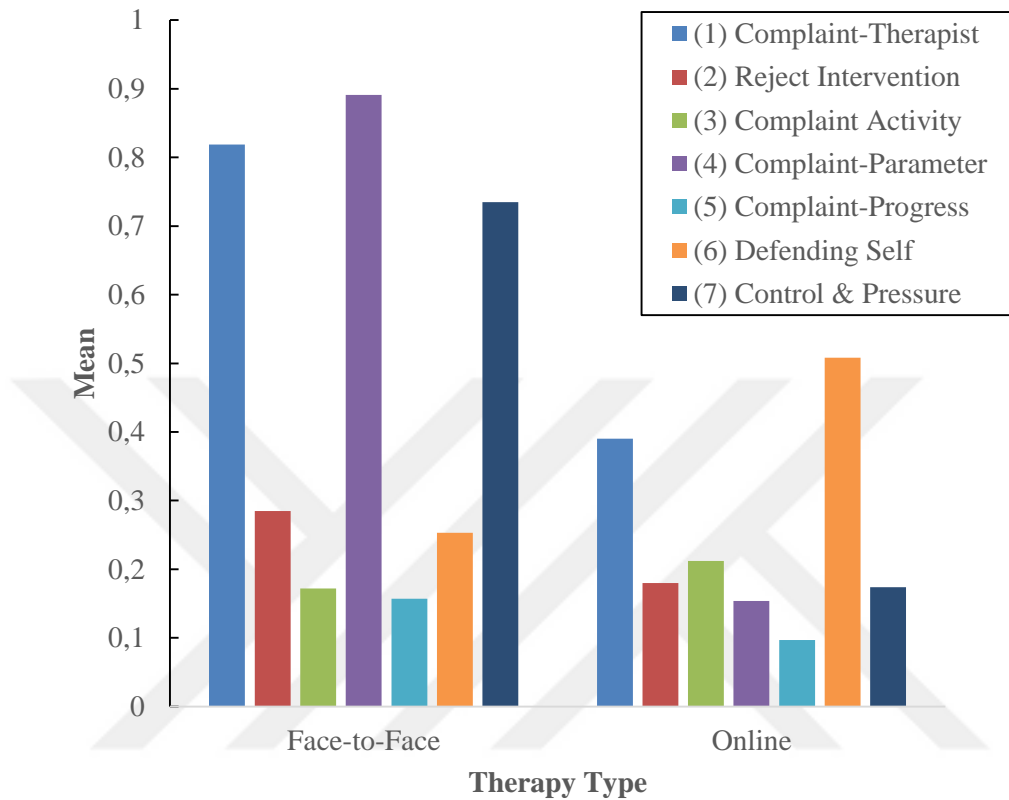 1
0,9
0,8
0,7
0,6
0,5
0,4
0,3
0,2
0,1
0
Mean
(1) Complaint-Therapist
(2) Reject Intervention
(3) Complaint Activity
(4) Complaint-Parameter
(5) Complaint-Progress
(6) Defending Self
(7) Control & Pressure
Face-to-Face Online
Therapy Type